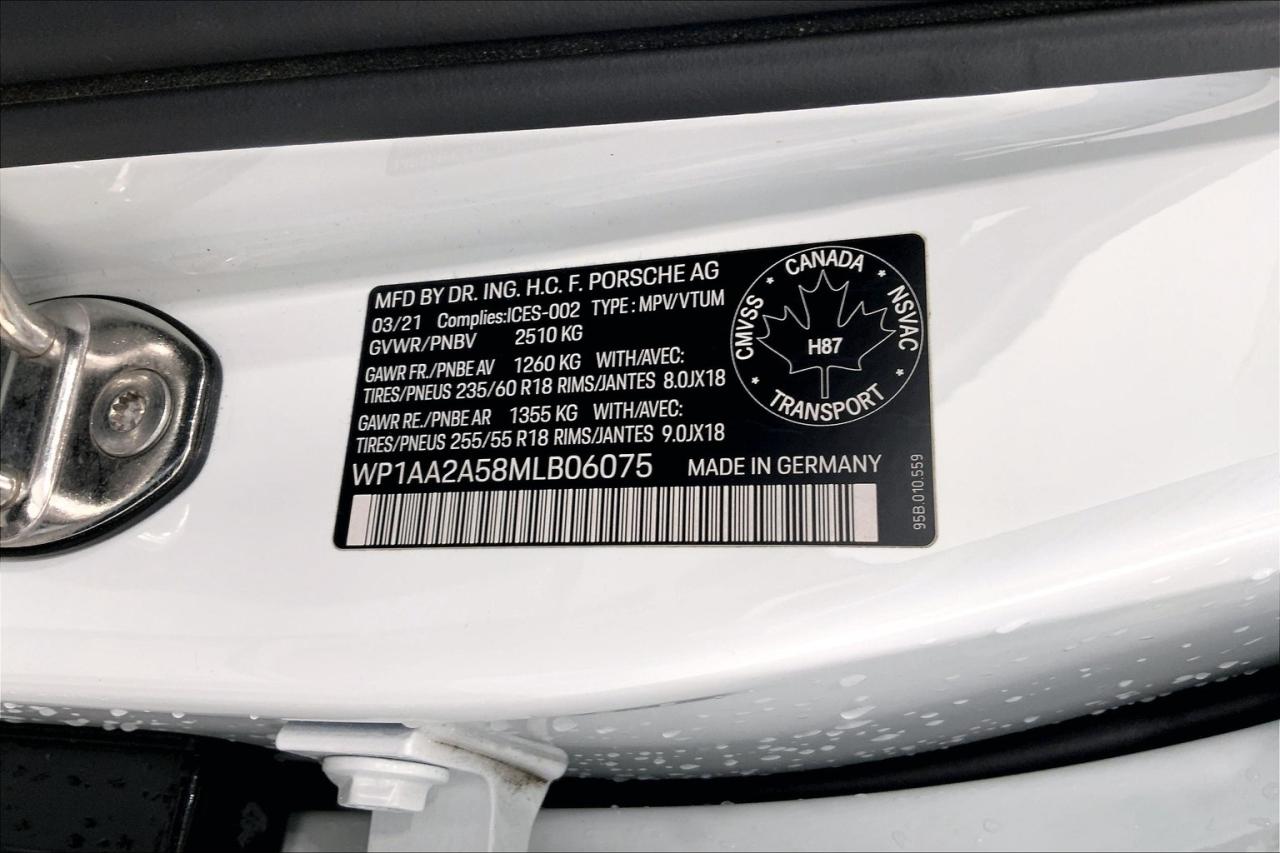 MFD BY DR. ING. H.C. F. PORSCHE AG
03/21 Complies:ICES-002 TYPE : MPV/VTUM
GVWR/PNBV 2510 KG
GAWR FR./PNBE AV 1260 KG WITH/AVEC:
TIRES/PNEUS 235/60 R18 RIMS/JANTES 8.0JX18
GAWR RE./PNBE AR 1355 KG WITH/AVEC:
TIRES/PNEUS 255/55 R18 RIMS/JANTES 9.0JX18
WP1AA2A58MLB06075 MADE IN GERMANY
CANADA
CMVSS
NSVAC
H87
TRANSPORT
95B.010.559